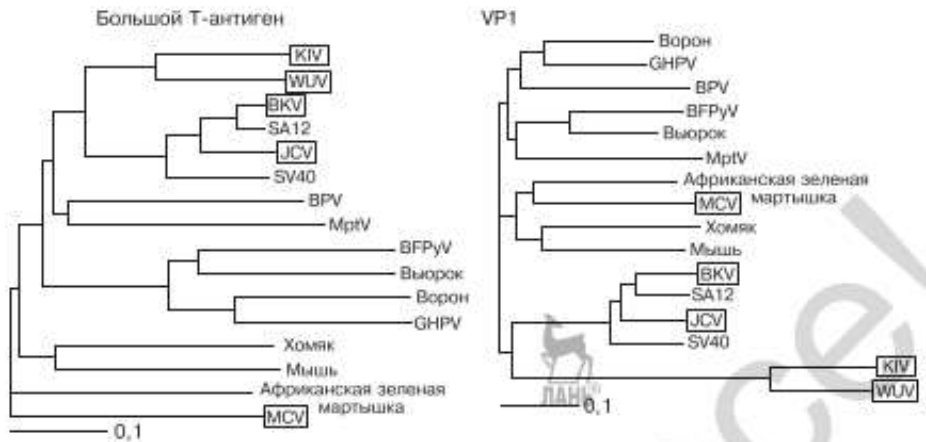 Большой Т-антиген
KIV
WUV
BKV
SA12
JCV
SV40
BPV
MptV
BFPyV
Вьюрок
Ворон
GHPV
Хомяк
Мышь
Африканская зеленая
мартышка
MCV
0,1
VP1
Ворон
GHPV
BPV
BFPyV
Вьюрок
MptV
Африканская зеленая
мартышка
MCV
Хомяк
Мышь
BKV
SA12
JCV
SV40
KIV
WUV
ЛАНЬ®
0,1